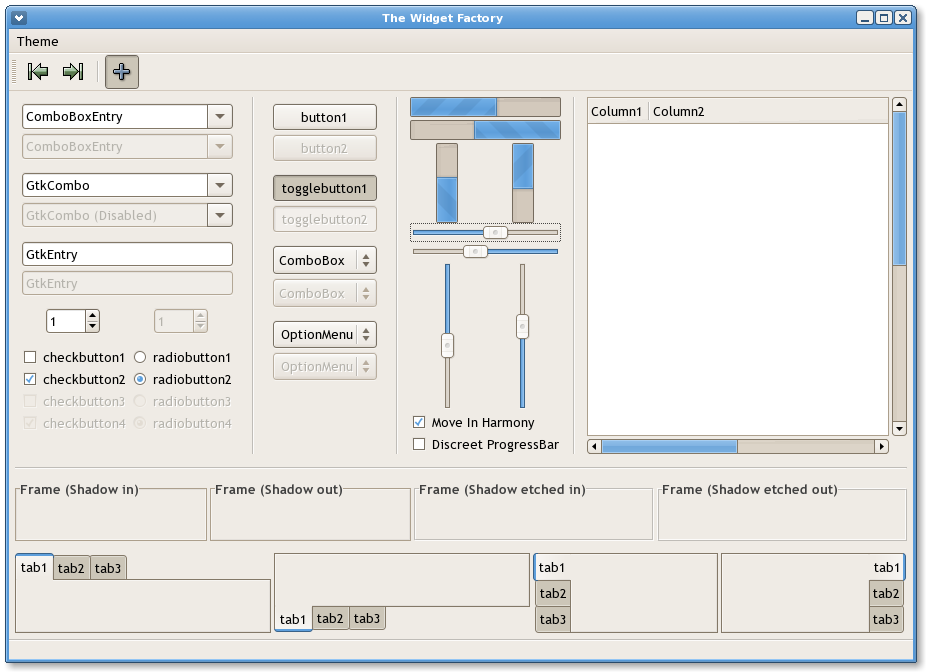 The Widget Factory
Theme
ComboBoxEntry
ComboBoxEntry
GtkCombo
GtkCombo (Disabled)
GtkEntry
GtkEntry
1 1
checkbutton1 radiobutton1
checkbutton2 radiobutton2
checkbutton3 radiobutton3
checkbutton4 radiobutton4
button1
button2
togglebutton1
togglebutton2
ComboBox
ComboBox
OptionMenu
OptionMenu
Move In Harmony
Discreet ProgressBar
Column1 Column2
Frame (Shadow in) Frame (Shadow out) Frame (Shadow etched in) Frame (Shadow etched out)
tab1 tab2 tab3
tab1 tab2 tab3
tab1
tab2
tab3
tab1
tab2
tab3